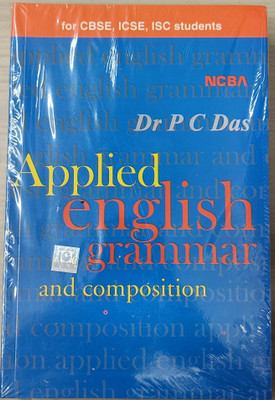 for CBSE, ICSE, ISC students
NCBA
Dr P C Das
Applied
english
grammar
and composition